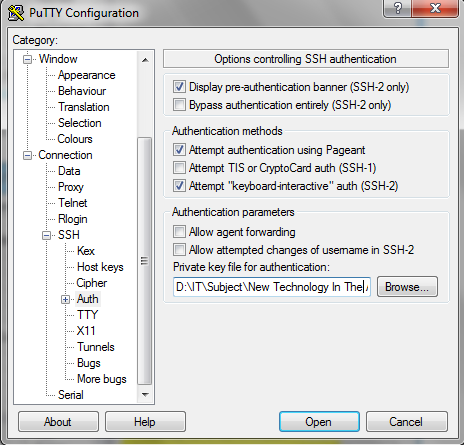 PuTTY Configuration
Category:
Window
Appearance
Behaviour
Translation
Selection
Colours
Connection
Data
Proxy
Telnet
Rlogin
SSH
Kex
Host keys
Cipher
Auth
TTY
X11
Tunnels
Bugs
More bugs
Serial
Options controlling SSH authentication
Display pre-authentication banner (SSH-2 only)
Bypass authentication entirely (SSH-2 only)
Authentication methods
Attempt authentication using Pageant
Attempt TIS or CryptoCard auth (SSH-1)
Attempt "keyboard-interactive" auth (SSH-2)
Authentication parameters
Allow agent forwarding
Allow attempted changes of username in SSH-2
Private key file for authentication:
D:\IT\Subject\New Technology In The Browse...
About Help Open Cancel